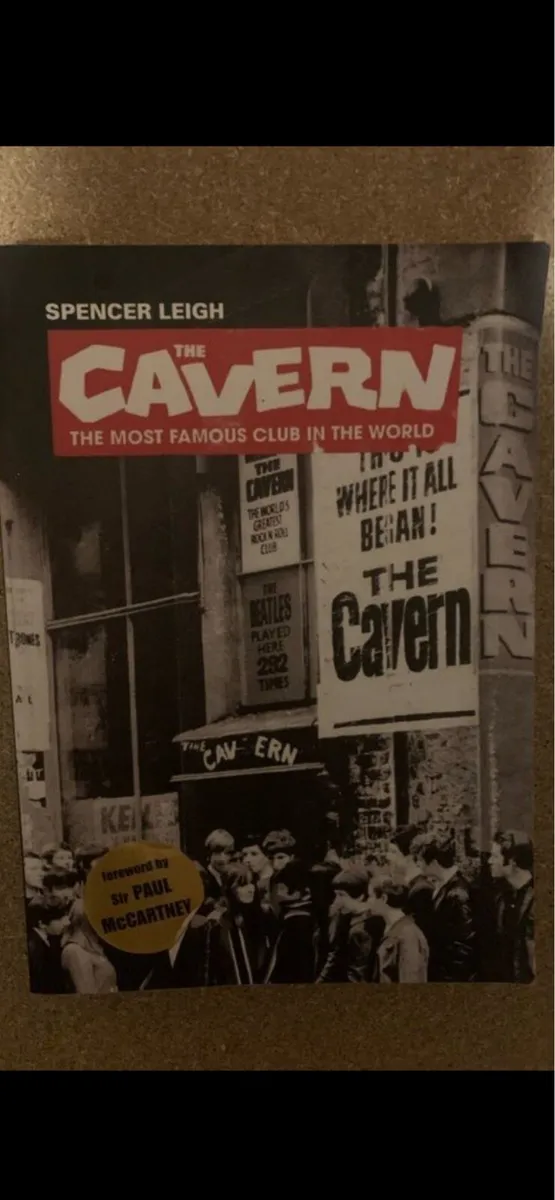 SPENCER LEIGH
THE
CAVERN
THE MOST FAMOUS CLUB IN THE WORLD
THE
CAVERN
THE WORLD'S
GREATEST
ROCK N ROLL
CLUB
THE
BEATLES
PLAYED
HERE
292
TIMES
WHERE IT ALL
BEGAN!
THE
Cavern
THE
CAVERN
THE
CAVERN
foreword by
Sir PAUL
McCARTNEY